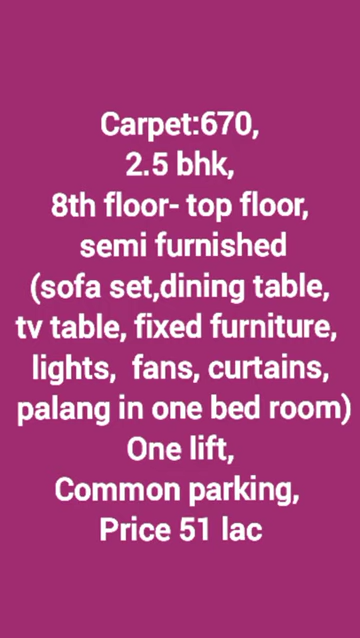 Carpet:670,
2.5 bhk,
8th floor- top floor,
semi furnished
(sofa set,dining table,
tv table, fixed furniture,
lights,  fans, curtains,
palang in one bed room)
One lift,
Common parking,
Price 51 lac